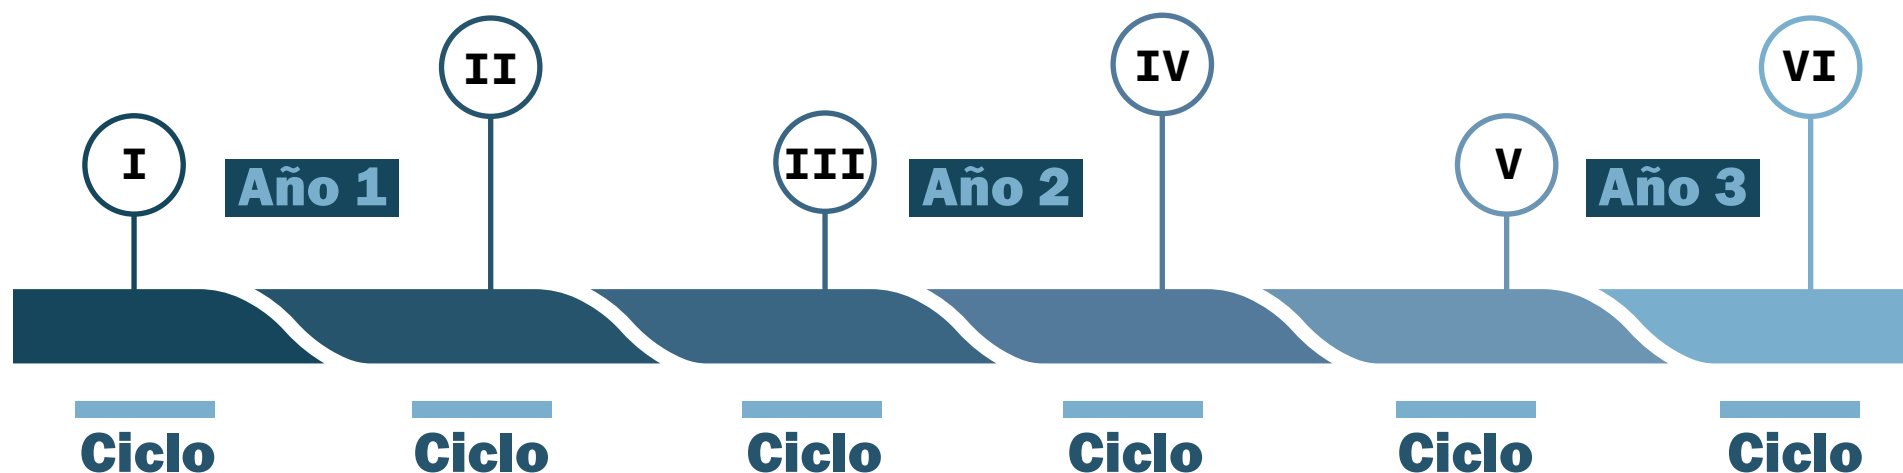 I
II
III
IV
V
VI
Año 1
Año 2
Año 3
Ciclo
Ciclo
Ciclo
Ciclo
Ciclo
Ciclo